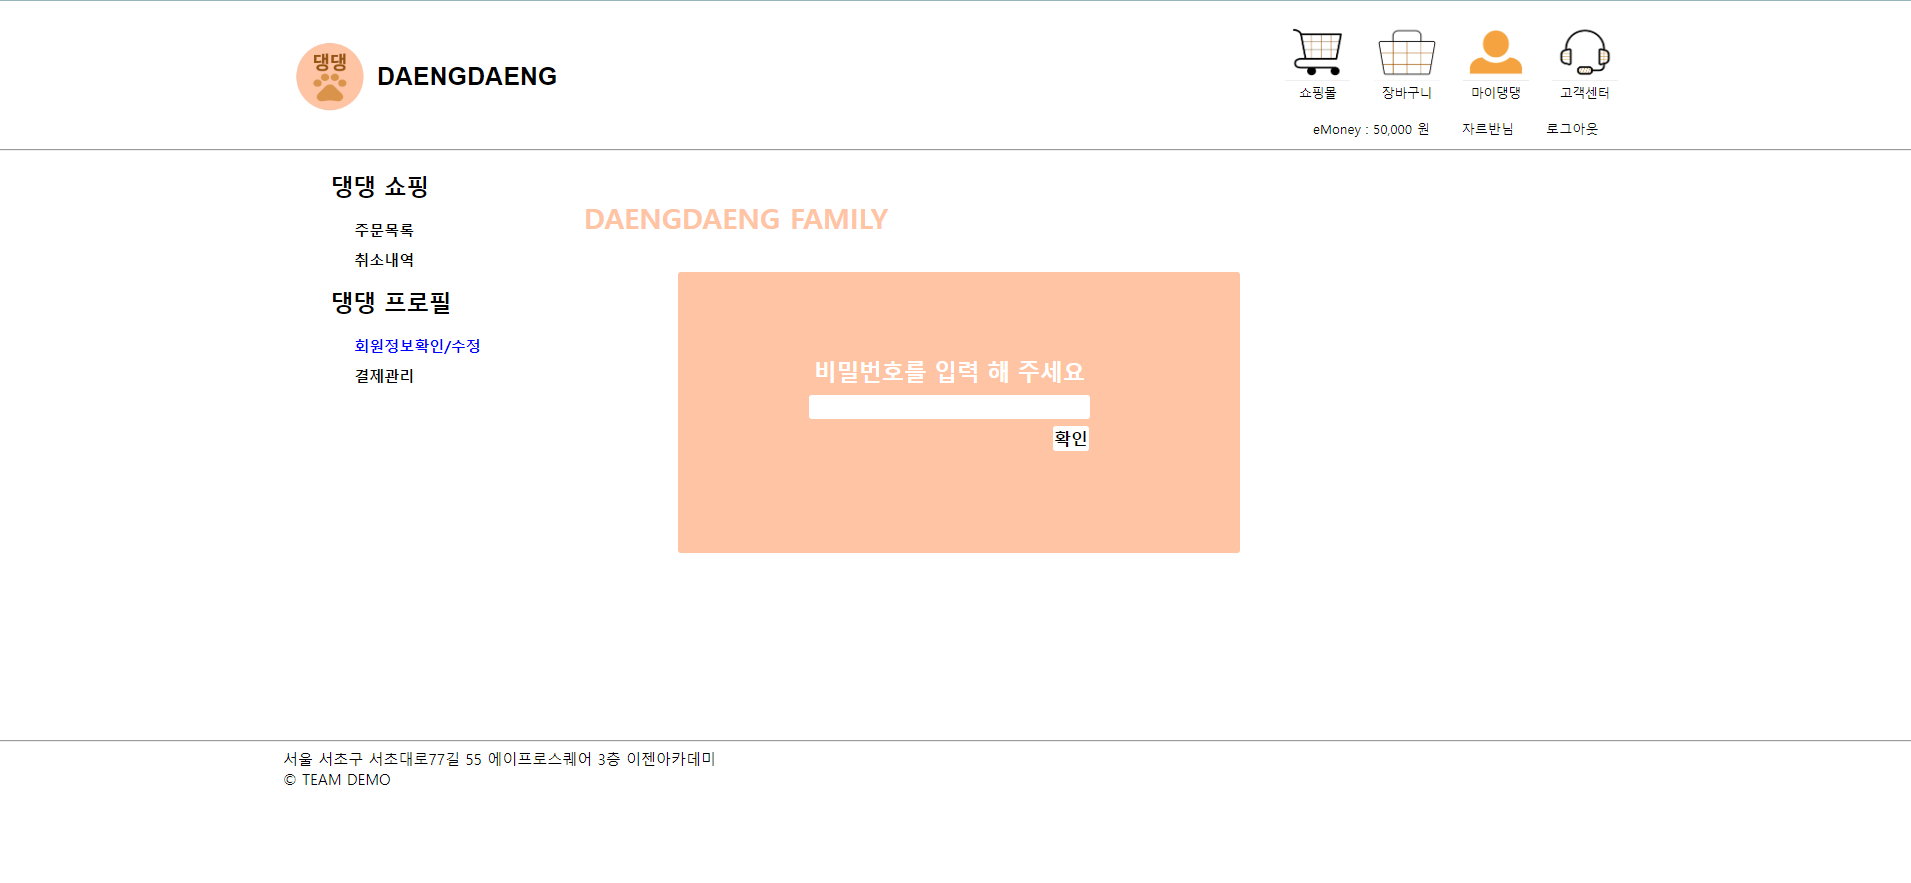 댕댕
DAENGDAENG
쇼핑몰 장바구니 마이댕댕 고객센터
eMoney : 50,000 원 자르반님 로그아웃
댕댕 쇼핑
주문목록
취소내역
댕댕 프로필
회원정보확인/수정
결제관리
DAENGDAENG FAMILY
비밀번호를 입력 해 주세요
확인
서울 서초구 서초대로77길 55 에이프로스퀘어 3층 이젠아카데미
© TEAM DEMO